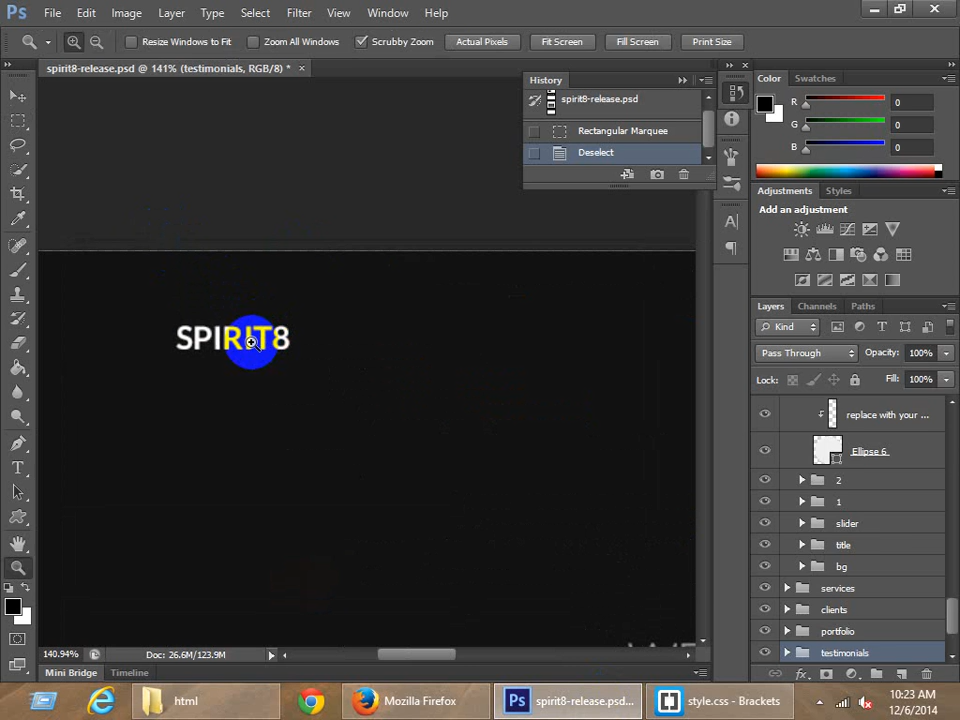 Ps File Edit Image Layer Type Select Filter View Window Help
Resize Windows to Fit Zoom All Windows Scrubby Zoom Actual Pixels Fit Screen Fill Screen Print Size
spirit8-release.psd @ 141% (testimonials, RGB/8) * ×
History
spirit8-release.psd
Rectangular Marquee
Deselect
SPIRIT8
Color Swatches
R 0
G 0
B 0
Adjustments Styles
Add an adjustment
Layers Channels Paths
Kind
Pass Through Opacity: 100%
Lock: Fill: 100%
replace with your ...
Ellipse 6
2
1
slider
title
bg
services
clients
portfolio
testimonials
140.94% Doc: 26.6M/123.9M
Mini Bridge Timeline
html
Mozilla Firefox
Ps spirit8-release.psd...
style.css - Brackets
10:23 AM
12/6/2014